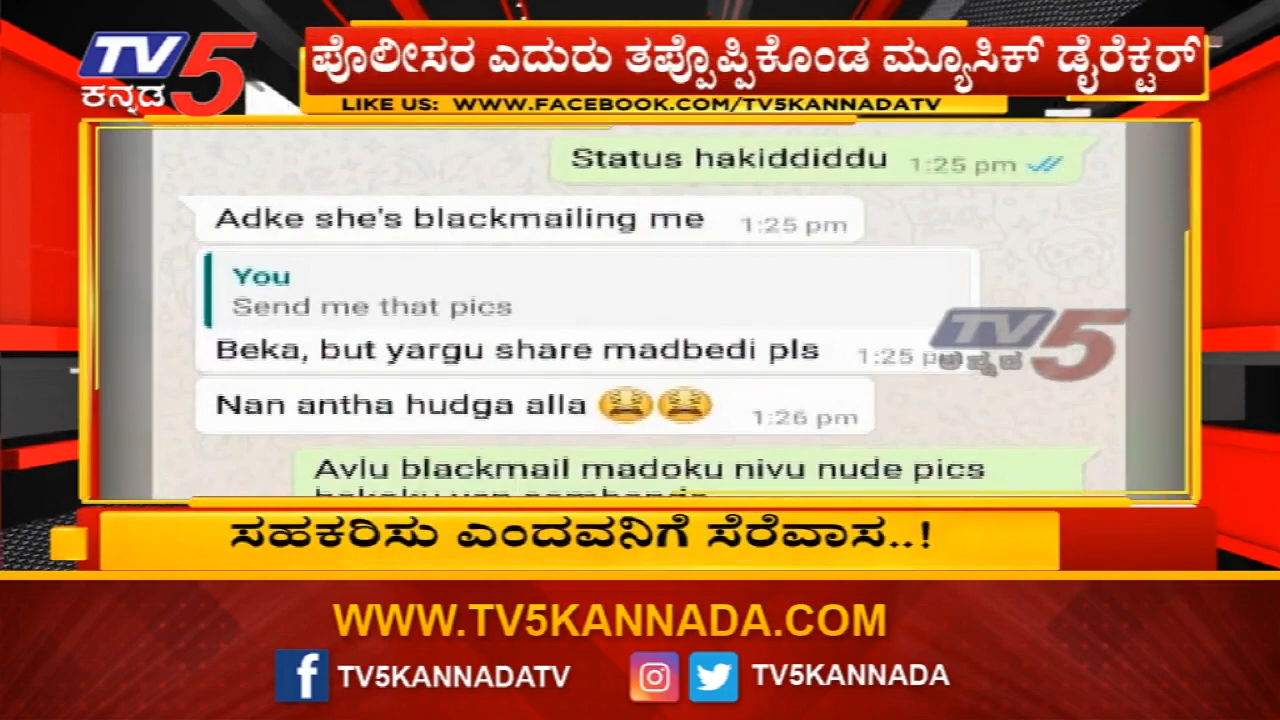 TV5
ಕನ್ನಡ
ಪೊಲೀಸರ ಎದುರು ತಪ್ಪೊಪ್ಪಿಕೊಂಡ ಮ್ಯೂಸಿಕ್ ಡೈರೆಕ್ಟರ್
LIKE US: WWW.FACEBOOK.COM/TV5KANNADATV
Status hakiddiddu 1:25 pm
Adke she's blackmailing me 1:25 pm
You
Send me that pics
Beka, but yargu share madbedi pls 1:25 pm
TV5
ಕನ್ನಡ
Nan antha hudga alla 😫😫 1:26 pm
Avlu blackmail madoku nivu nude pics
ಸಹಕರಿಸು ಎಂದವನಿಗೆ ಸೆರೆವಾಸ..!
WWW.TV5KANNADA.COM
TV5KANNADATV TV5KANNADA